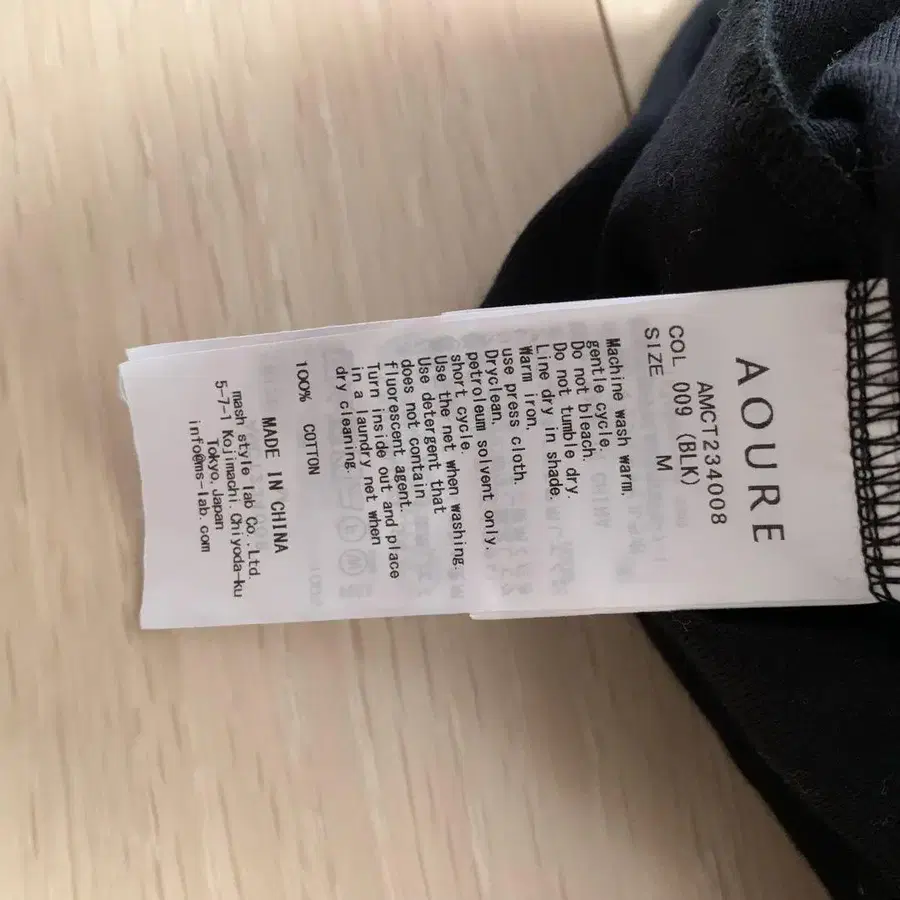 AOURE
AMCT234008
COL 009 (BLK)
SIZE M
Machine wash warm,
gentle cycle.
Do not bleach.
Do not tumble dry.
Line dry in shade.
Warm iron.
use press cloth.
Dryclean,
petroleum solvent only.
short cycle.
Use the net when washing.
Use detergent that
does not contain
fluorescent agent.
Turn inside out and place
in a laundry net when
dry cleaning.
100% COTTON
MADE IN CHINA
mash style lab Co.,Ltd.
5-7-1 Kojimachi, Chiyoda-ku
Tokyo, Japan
info@ms-lab.com